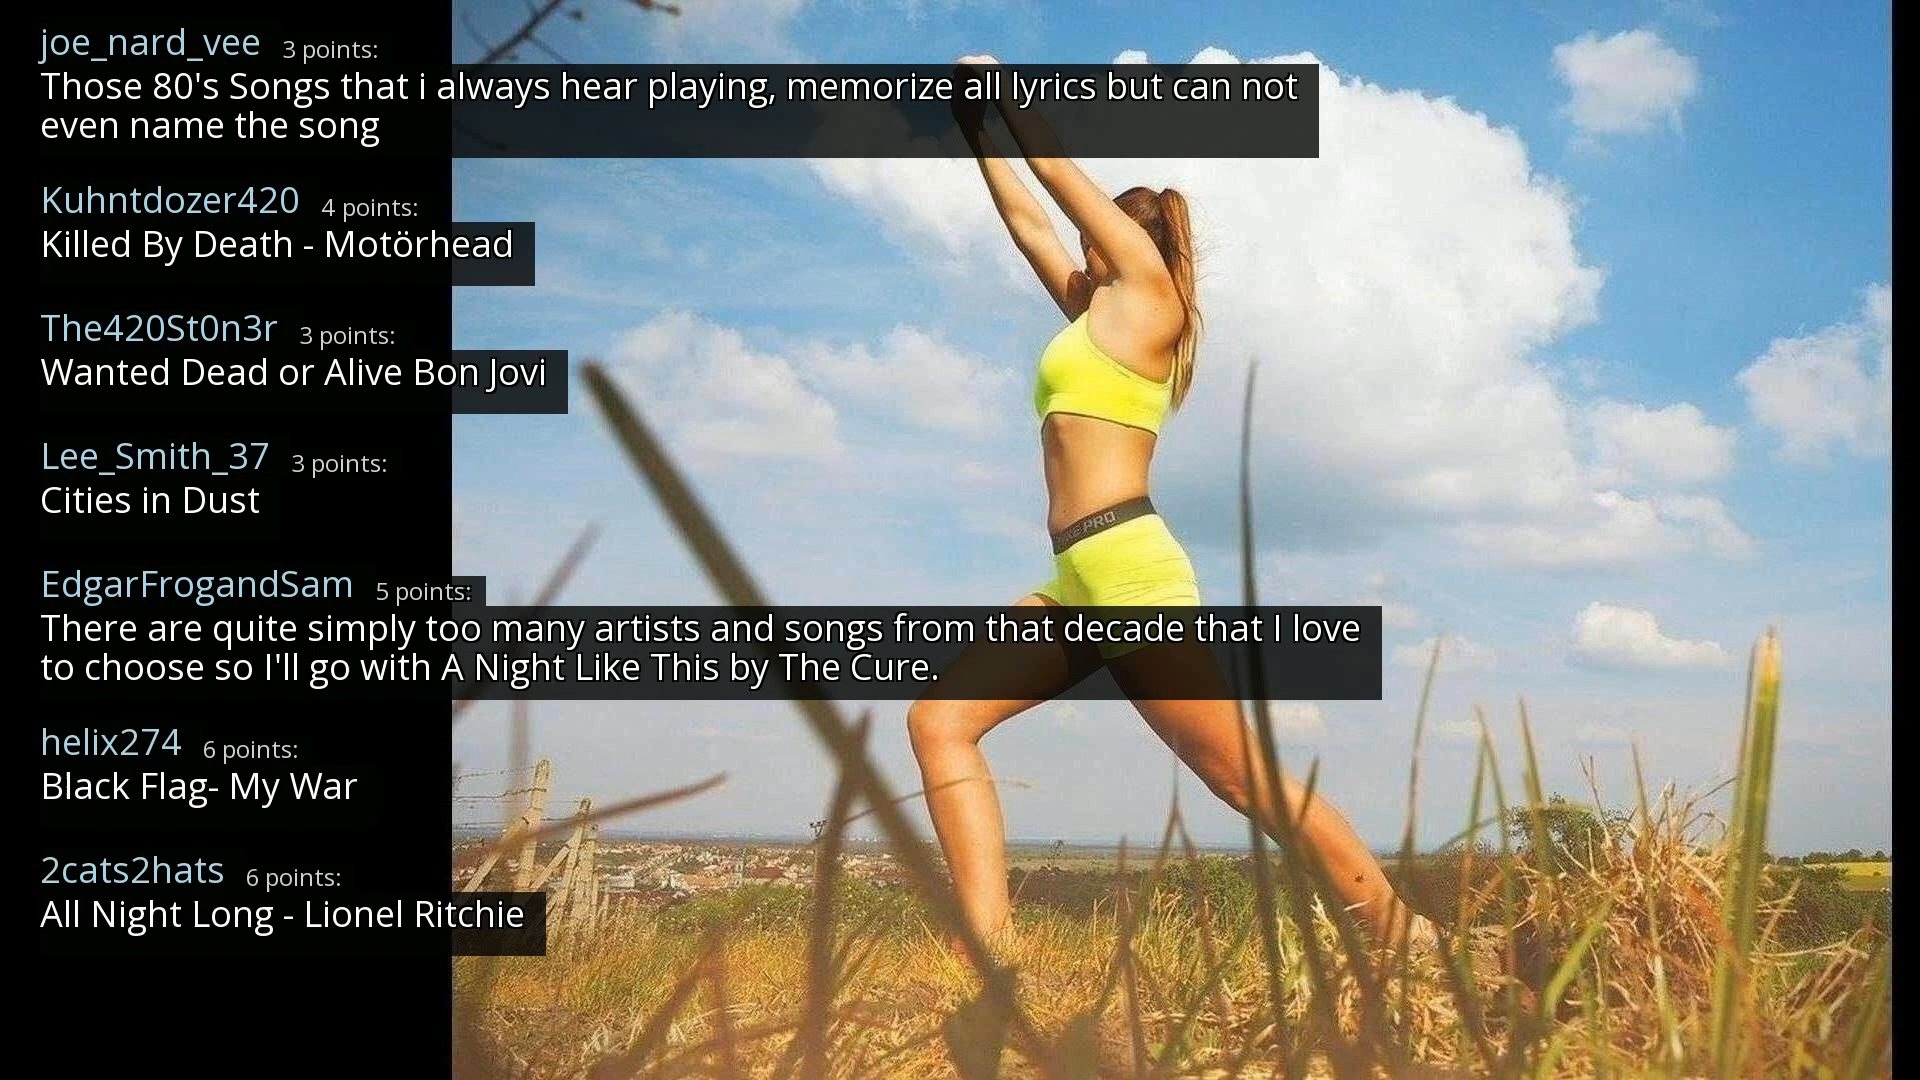 joe_nard_vee 3 points:
Those 80's Songs that i always hear playing, memorize all lyrics but can not
even name the song
Kuhntdozer420 4 points:
Killed By Death - Motörhead
The420St0n3r 3 points:
Wanted Dead or Alive Bon Jovi
Lee_Smith_37 3 points:
Cities in Dust
EdgarFrogandSam 5 points:
There are quite simply too many artists and songs from that decade that I love
to choose so I'll go with A Night Like This by The Cure.
helix274 6 points:
Black Flag- My War
2cats2hats 6 points:
All Night Long - Lionel Ritchie
PRO